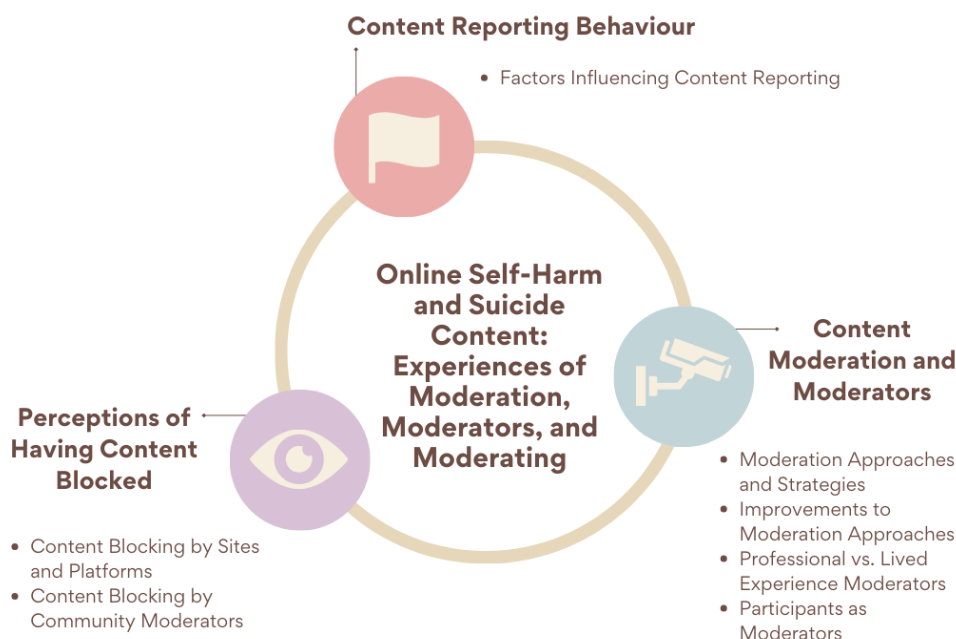 Content Reporting Behaviour
• Factors Influencing Content Reporting
Online Self-Harm
and Suicide
Content:
Experiences of
Moderation,
Moderators, and
Moderating
Content
Moderation and
Moderators
• Moderation Approaches
and Strategies
• Improvements to
Moderation Approaches
• Professional vs. Lived
Experience Moderators
• Participants as
Moderators
Perceptions of
Having Content
Blocked
• Content Blocking by Sites
and Platforms
• Content Blocking by
Community Moderators